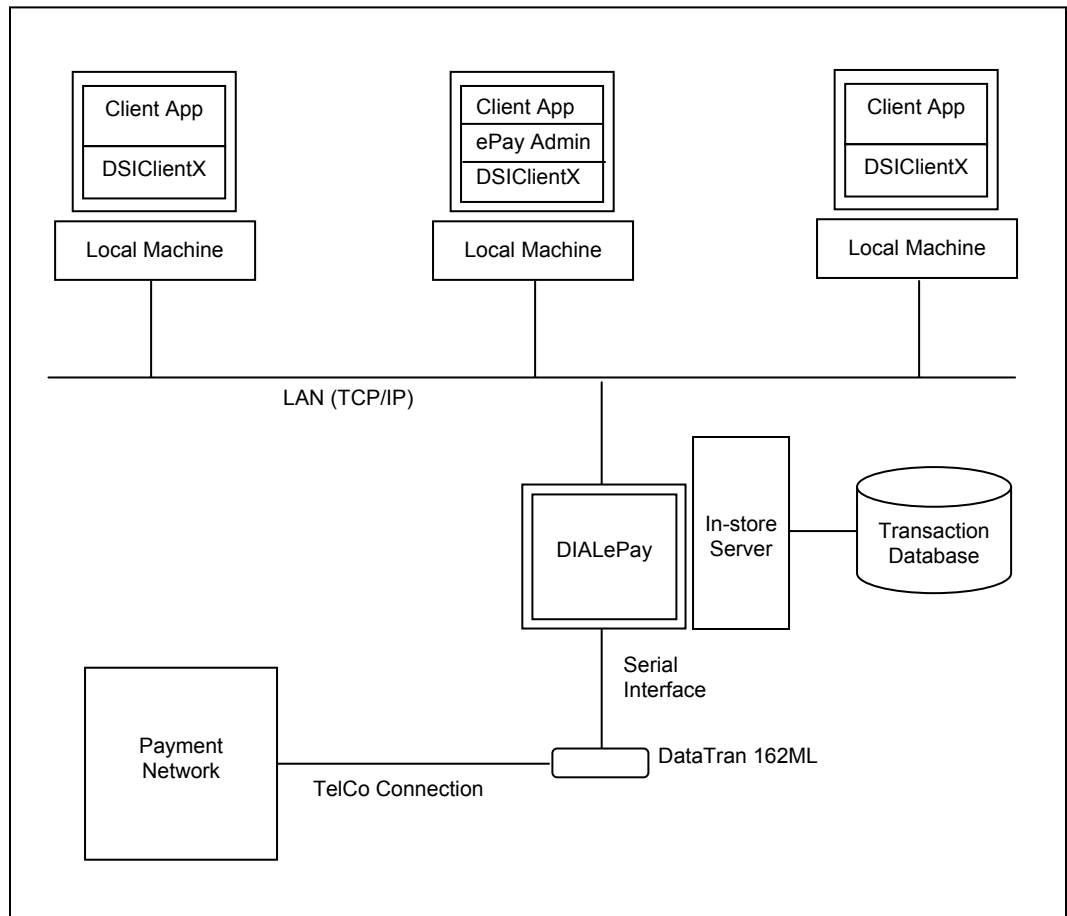 Client App
DSIClientX
Local Machine
Client App
ePay Admin
DSIClientX
Local Machine
Client App
DSIClientX
Local Machine
LAN (TCP/IP)
DIALePay
In-store
Server
Transaction
Database
Serial
Interface
Payment
Network
TelCo Connection
DataTran 162ML